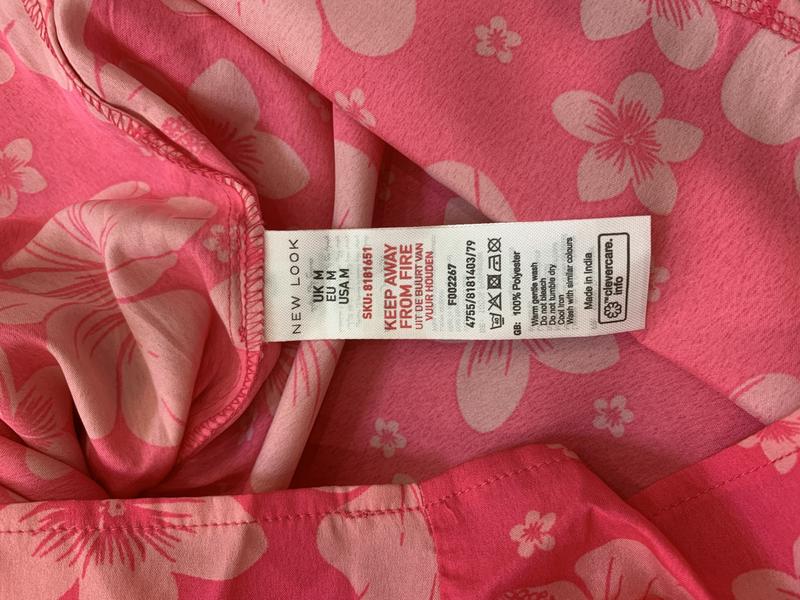 NEW LOOK
UK M
EU M
USA M
SKU: 8181651
KEEP AWAY
FROM FIRE
UIT DE BUURT VAN
VUUR HOUDEN
F002267
4755/8181403/79
40
GB: 100% Polyester
Warm gentle wash
Do not bleach
Do not tumble dry
Cool Iron
Wash with similar colours
Made in India
™clevercare.
info